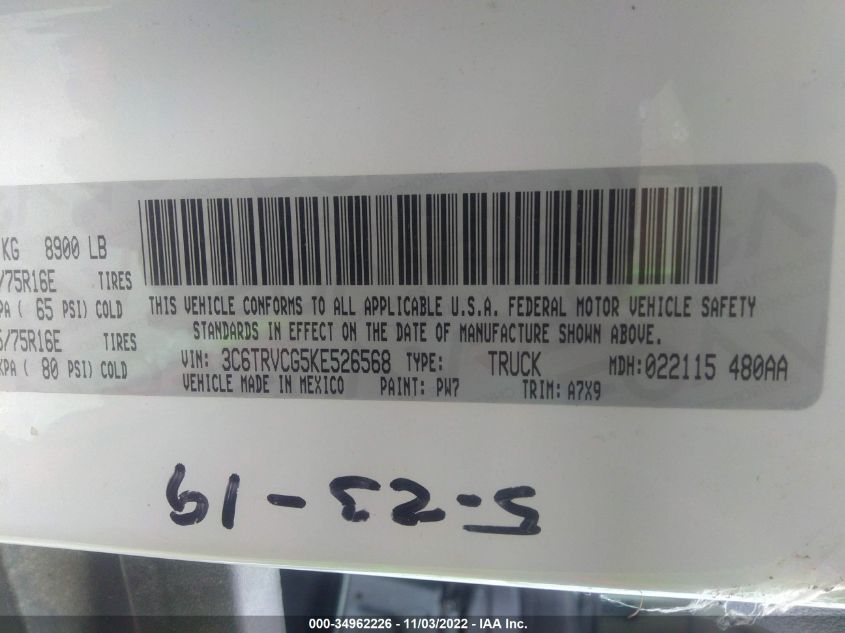 KG 8900 LB
/75R16E TIRES
PA ( 65 PSI) COLD
5/75R16E TIRES
KPA ( 80 PSI) COLD
THIS VEHICLE CONFORMS TO ALL APPLICABLE U.S.A. FEDERAL MOTOR VEHICLE SAFETY
STANDARDS IN EFFECT ON THE DATE OF MANUFACTURE SHOWN ABOVE.
VIN: 3C6TRVCG5KE526568 TYPE: TRUCK MDH:022115 480AA
VEHICLE MADE IN MEXICO PAINT: PW7 TRIM: A7X9
5-23-19
000-34962226 - 11/03/2022 - IAA Inc.